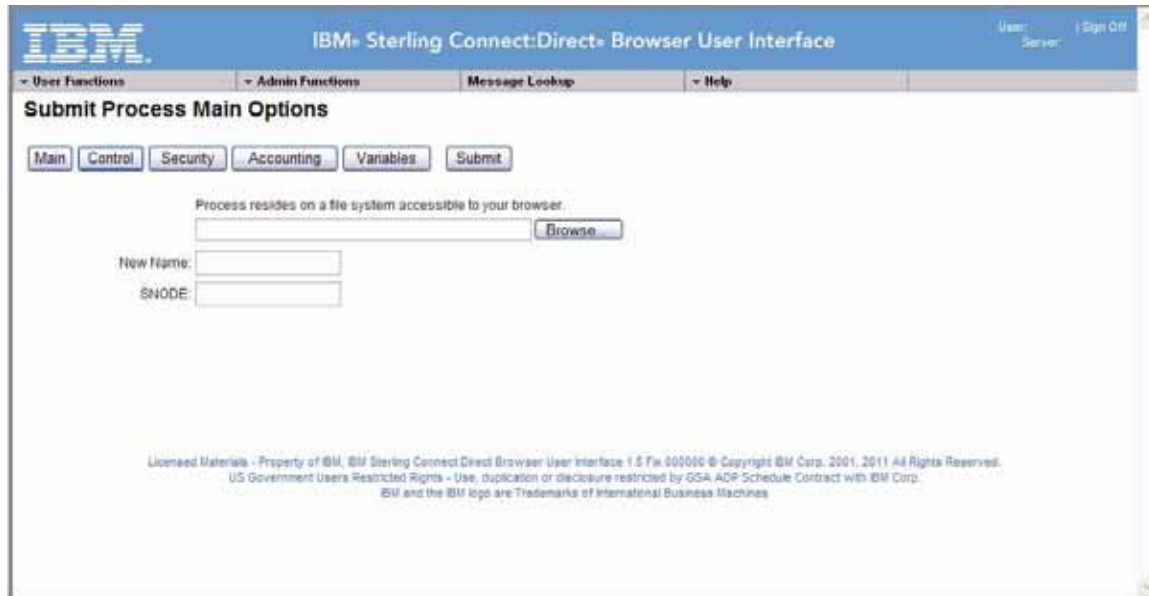 IBM.
IBM® Sterling Connect:Direct® Browser User Interface
User: | Sign Off
Server:
User Functions Admin Functions Message Lookup Help
Submit Process Main Options
Main Control Security Accounting Variables Submit
Process resides on a file system accessible to your browser.
Browse...
New Name:
SNODE:
Licensed Materials - Property of IBM, IBM Sterling Connect:Direct Browser User Interface 1.5 Fix 000000 © Copyright IBM Corp. 2001, 2011 All Rights Reserved.
US Government Users Restricted Rights - Use, duplication or disclosure restricted by GSA ADP Schedule Contract with IBM Corp.
IBM and the IBM logo are Trademarks of International Business Machines